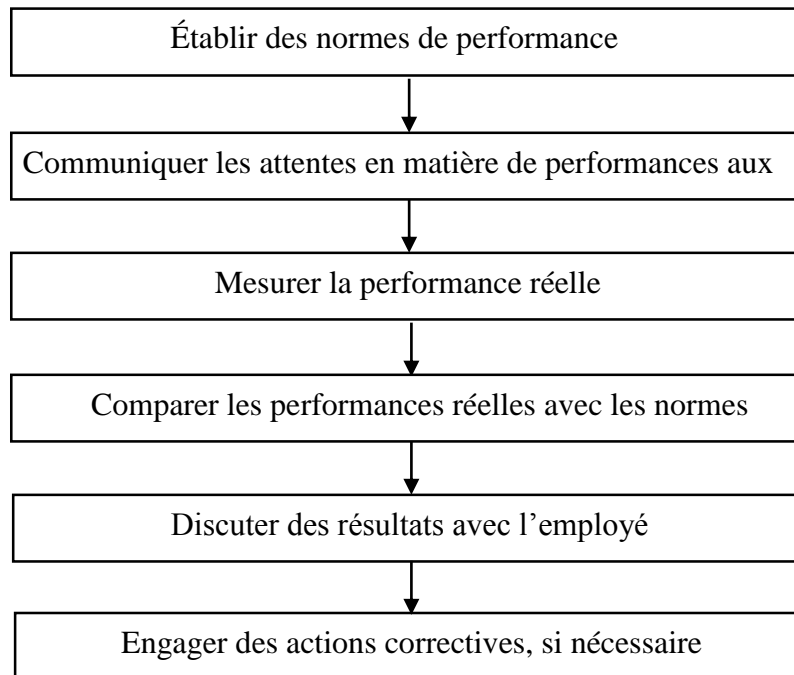 Établir des normes de performance
Communiquer les attentes en matière de performances aux
Mesurer la performance réelle
Comparer les performances réelles avec les normes
Discuter des résultats avec l’employé
Engager des actions correctives, si nécessaire